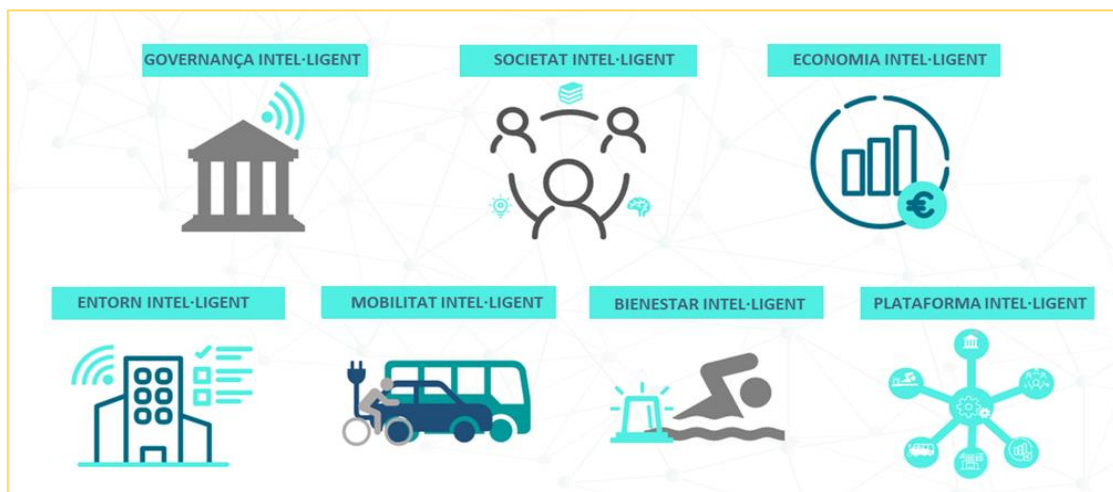 GOVERNANÇA INTEL·LIGENT
SOCIETAT INTEL·LIGENT
ECONOMIA INTEL·LIGENT
€
ENTORN INTEL·LIGENT
MOBILITAT INTEL·LIGENT
BIENESTAR INTEL·LIGENT
PLATAFORMA INTEL·LIGENT